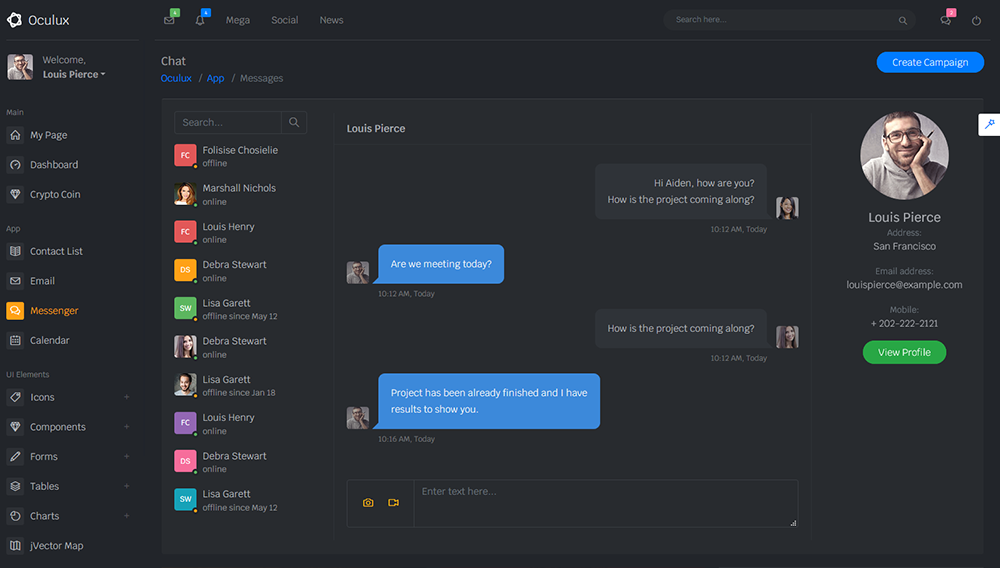 Oculux
6
6
Mega
Social
News
Search here...
2
Welcome,
Louis Pierce
Main
My Page
Dashboard
Crypto Coin
App
Contact List
Email
Messenger
Calendar
UI Elements
Icons +
Components +
Forms +
Tables +
Charts +
jVector Map
Chat
Oculux / App / Messages
Create Campaign
Search...
FC
Folisise Chosielie
offline
Marshall Nichols
online
FC
Louis Henry
online
DS
Debra Stewart
online
SW
Lisa Garett
offline since May 12
Debra Stewart
online
Lisa Garett
offline since Jan 18
FC
Louis Henry
online
DS
Debra Stewart
online
SW
Lisa Garett
offline since May 12
Louis Pierce
Hi Aiden, how are you?
How is the project coming along?
10:12 AM, Today
Are we meeting today?
10:12 AM, Today
How is the project coming along?
10:12 AM, Today
Project has been already finished and I have
results to show you.
10:16 AM, Today
Enter text here...
Louis Pierce
Address:
San Francisco
Email address:
louispierce@example.com
Mobile:
+ 202-222-2121
View Profile